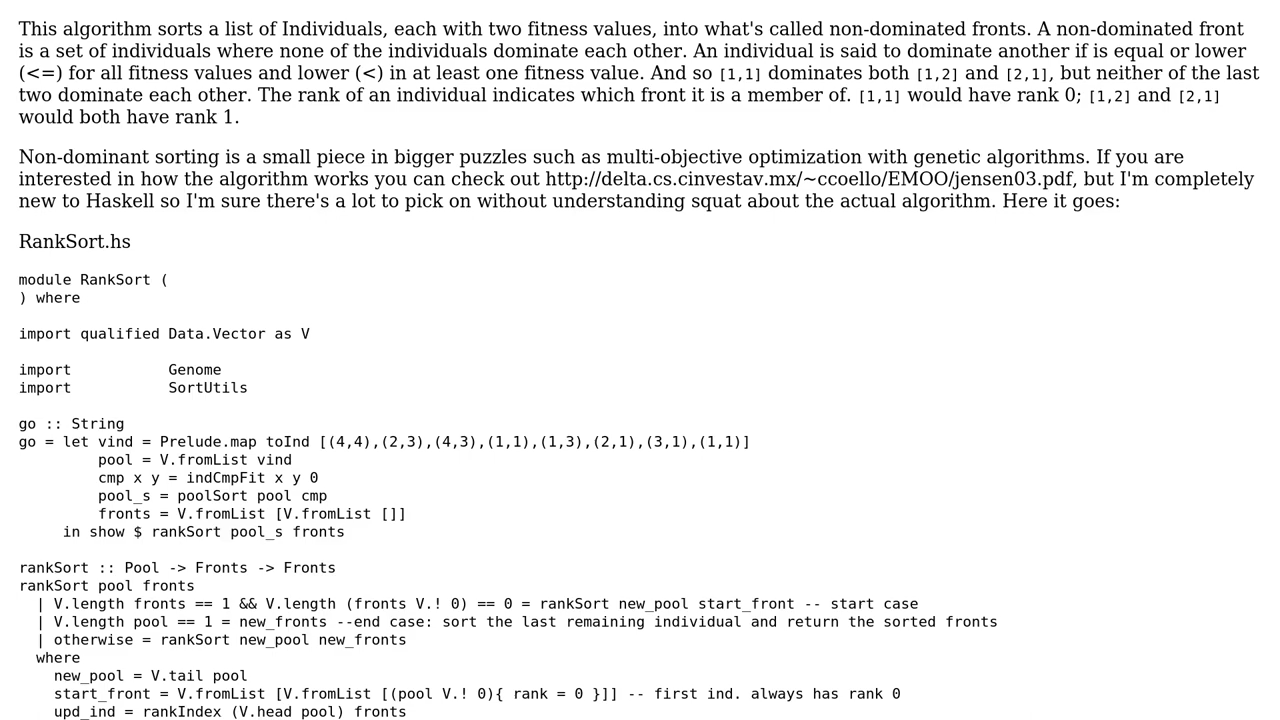 This algorithm sorts a list of Individuals, each with two fitness values, into what's called non-dominated fronts. A non-dominated front
is a set of individuals where none of the individuals dominate each other. An individual is said to dominate another if is equal or lower
(<=) for all fitness values and lower (<) in at least one fitness value. And so [1,1] dominates both [1,2] and [2,1], but neither of the last
two dominate each other. The rank of an individual indicates which front it is a member of. [1,1] would have rank 0; [1,2] and [2,1]
would both have rank 1.
Non-dominant sorting is a small piece in bigger puzzles such as multi-objective optimization with genetic algorithms. If you are
interested in how the algorithm works you can check out http://delta.cs.cinvestav.mx/~ccoello/EMOO/jensen03.pdf, but I'm completely
new to Haskell so I'm sure there's a lot to pick on without understanding squat about the actual algorithm. Here it goes:
RankSort.hs
module RankSort (
) where
import qualified Data.Vector as V
import           Genome
import           SortUtils
go :: String
go = let vind = Prelude.map toInd [(4,4),(2,3),(4,3),(1,1),(1,3),(2,1),(3,1),(1,1)]
         pool = V.fromList vind
         cmp x y = indCmpFit x y 0
         pool_s = poolSort pool cmp
         fronts = V.fromList [V.fromList []]
     in show $ rankSort pool_s fronts
rankSort :: Pool -> Fronts -> Fronts
rankSort pool fronts
  | V.length fronts == 1 && V.length (fronts V.! 0) == 0 = rankSort new_pool start_front -- start case
  | V.length pool == 1 = new_fronts --end case: sort the last remaining individual and return the sorted fronts
  | otherwise = rankSort new_pool new_fronts
  where
    new_pool = V.tail pool
    start_front = V.fromList [V.fromList [(pool V.! 0){ rank = 0 }]] -- first ind. always has rank 0
    upd_ind = rankIndex (V.head pool) fronts